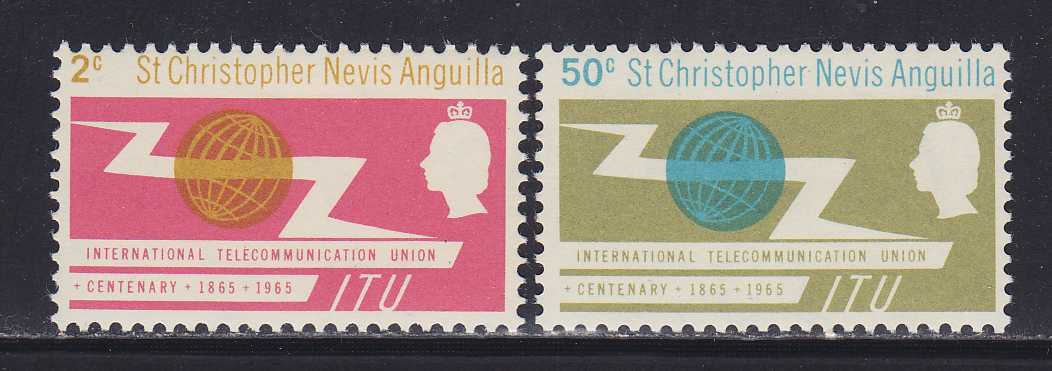 2c St Christopher Nevis Anguilla
INTERNATIONAL TELECOMMUNICATION UNION
+ CENTENARY + 1865 + 1965 ITU
50c St Christopher Nevis Anguilla
INTERNATIONAL TELECOMMUNICATION UNION
+ CENTENARY + 1865 + 1965 ITU